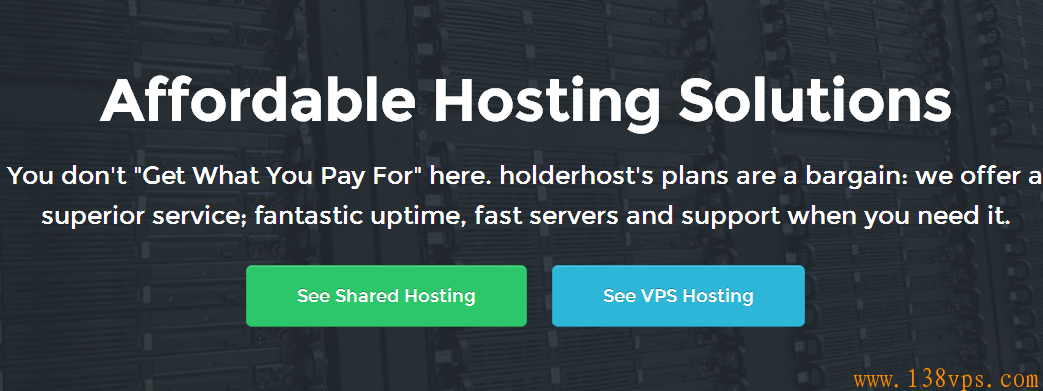 Affordable Hosting Solutions
You don't "Get What You Pay For" here. holderhost's plans are a bargain: we offer a
superior service; fantastic uptime, fast servers and support when you need it.
See Shared Hosting
See VPS Hosting
www.138vps.com